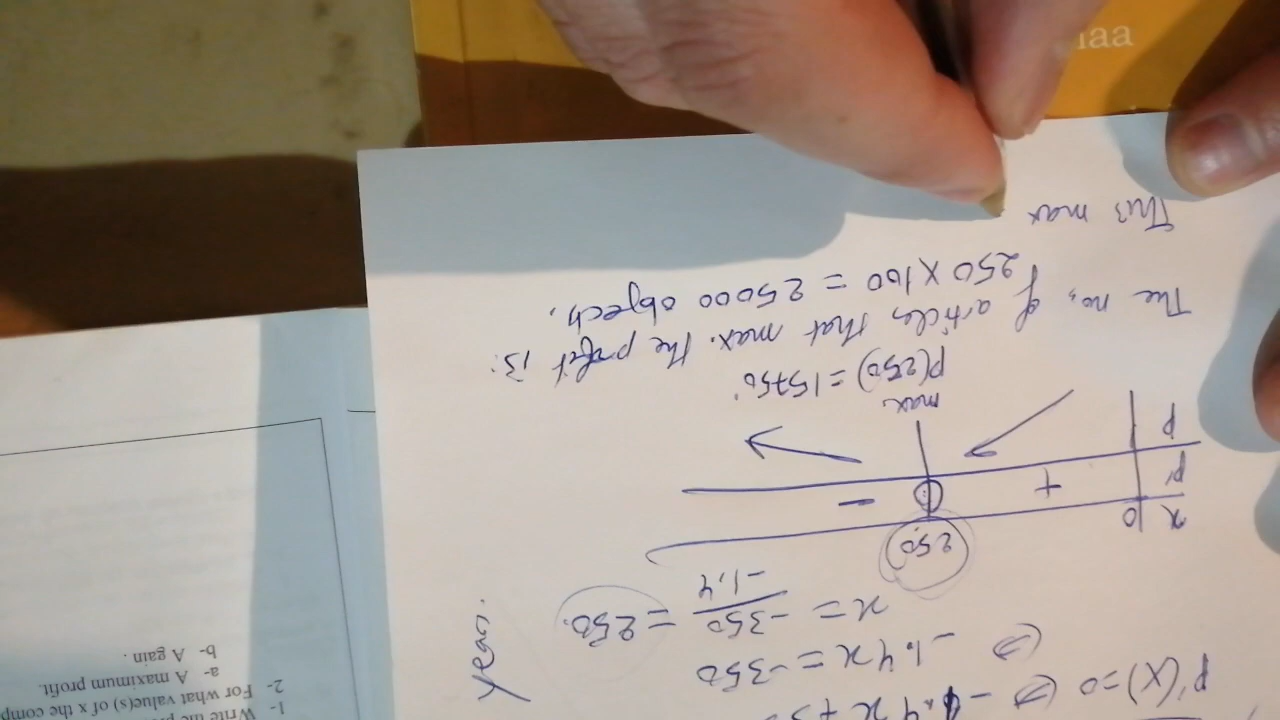 P'(x)=0 ⇔ -1.4x + 3
⇔ -1.4x = -350
x = -350 / -1.4 = 250.
years.
x 0 250
P' + 0 -
P
max.
P(250) = 15750
The no, of articles that max. the profit is:
250 X 100 = 25000 objects.
This max
1- Write the
2- For what value(s) of x the comp
a- A maximum profit.
b- A gain.
aa